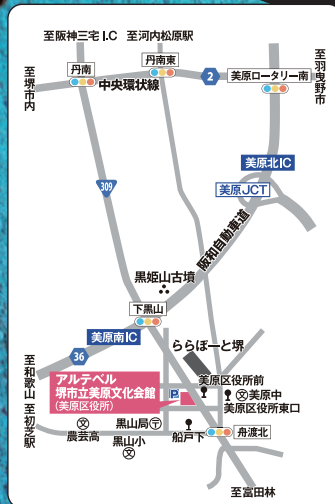 至阪神三宅I.C
至河内松原駅
至羽曳野市
至堺市内
丹南
丹南東
中央環状線
2
美原ロータリー南
美原北IC
美原JCT
309
阪和自動車道
黒姫山古墳
下黒山
美原南IC
ららぽーと堺
36
至和歌山
至初芝駅
アルテベル
堺市立美原文化会館
(美原区役所)
P
美原区役所前
文美原中
美原区役所東口
黒山局〒
文
農芸高
黒山小
文
船戸下
舟渡北
至富田林